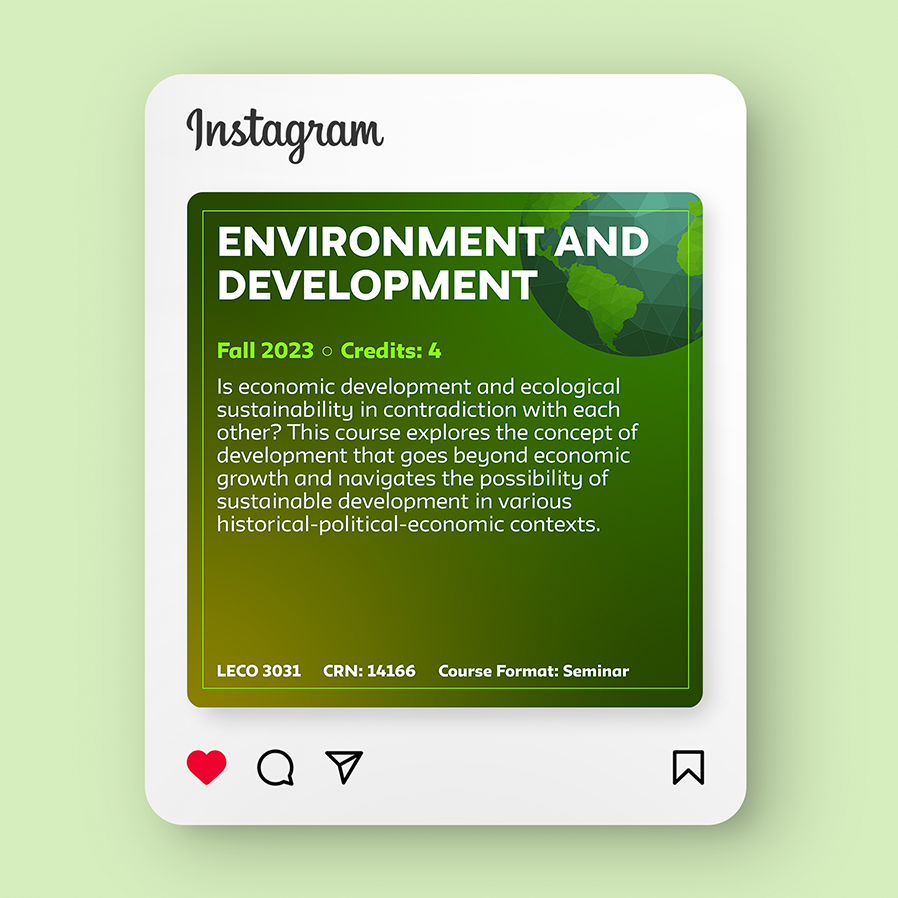 Instagram
ENVIRONMENT AND
DEVELOPMENT
Fall 2023 ○ Credits: 4
Is economic development and ecological
sustainability in contradiction with each
other? This course explores the concept of
development that goes beyond economic
growth and navigates the possibility of
sustainable development in various
historical-political-economic contexts.
LECO 3031 CRN: 14166 Course Format: Seminar